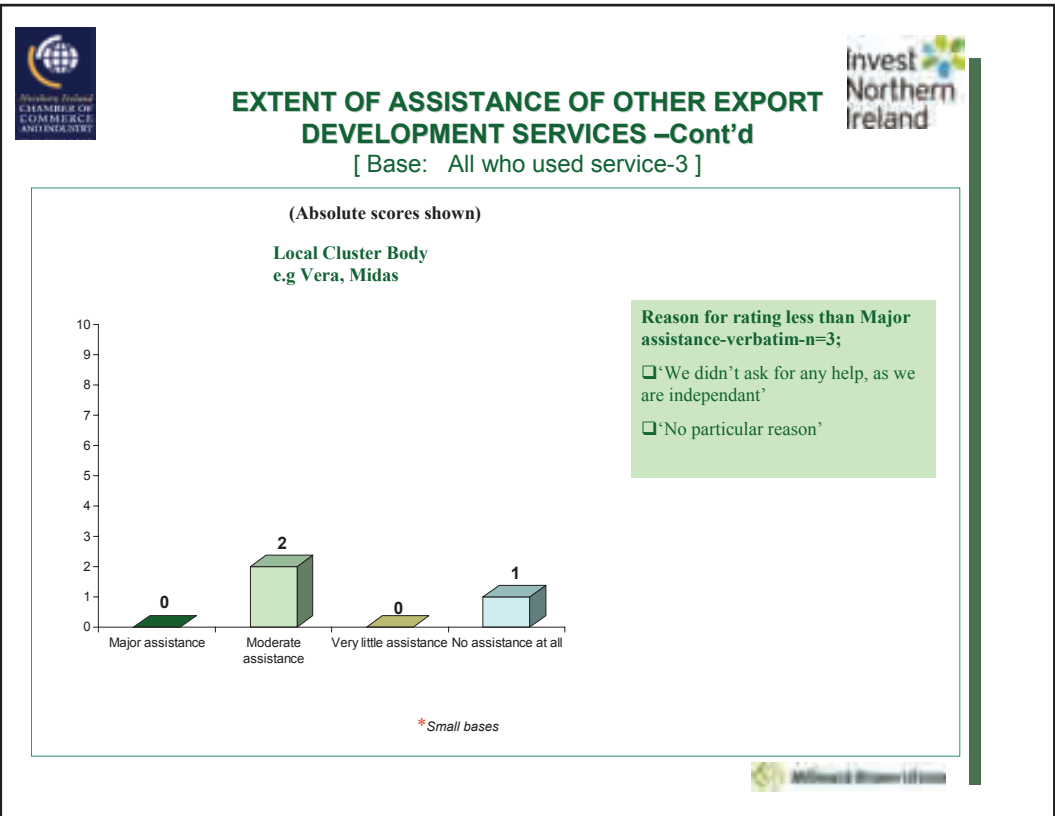 Northern Ireland
CHAMBER OF
COMMERCE
AND INDUSTRY
Invest
Northern
Ireland
EXTENT OF ASSISTANCE OF OTHER EXPORT
DEVELOPMENT SERVICES –Cont’d
[ Base: All who used service-3 ]
(Absolute scores shown)
Local Cluster Body
e.g Vera, Midas
10
9
8
7
6
5
4
3
2
1
0
0
2
0
1
Major assistance
Moderate
assistance
Very little assistance
No assistance at all
Reason for rating less than Major
assistance-verbatim-n=3;
❑‘We didn’t ask for any help, as we
are independant’
❑‘No particular reason’
*Small bases